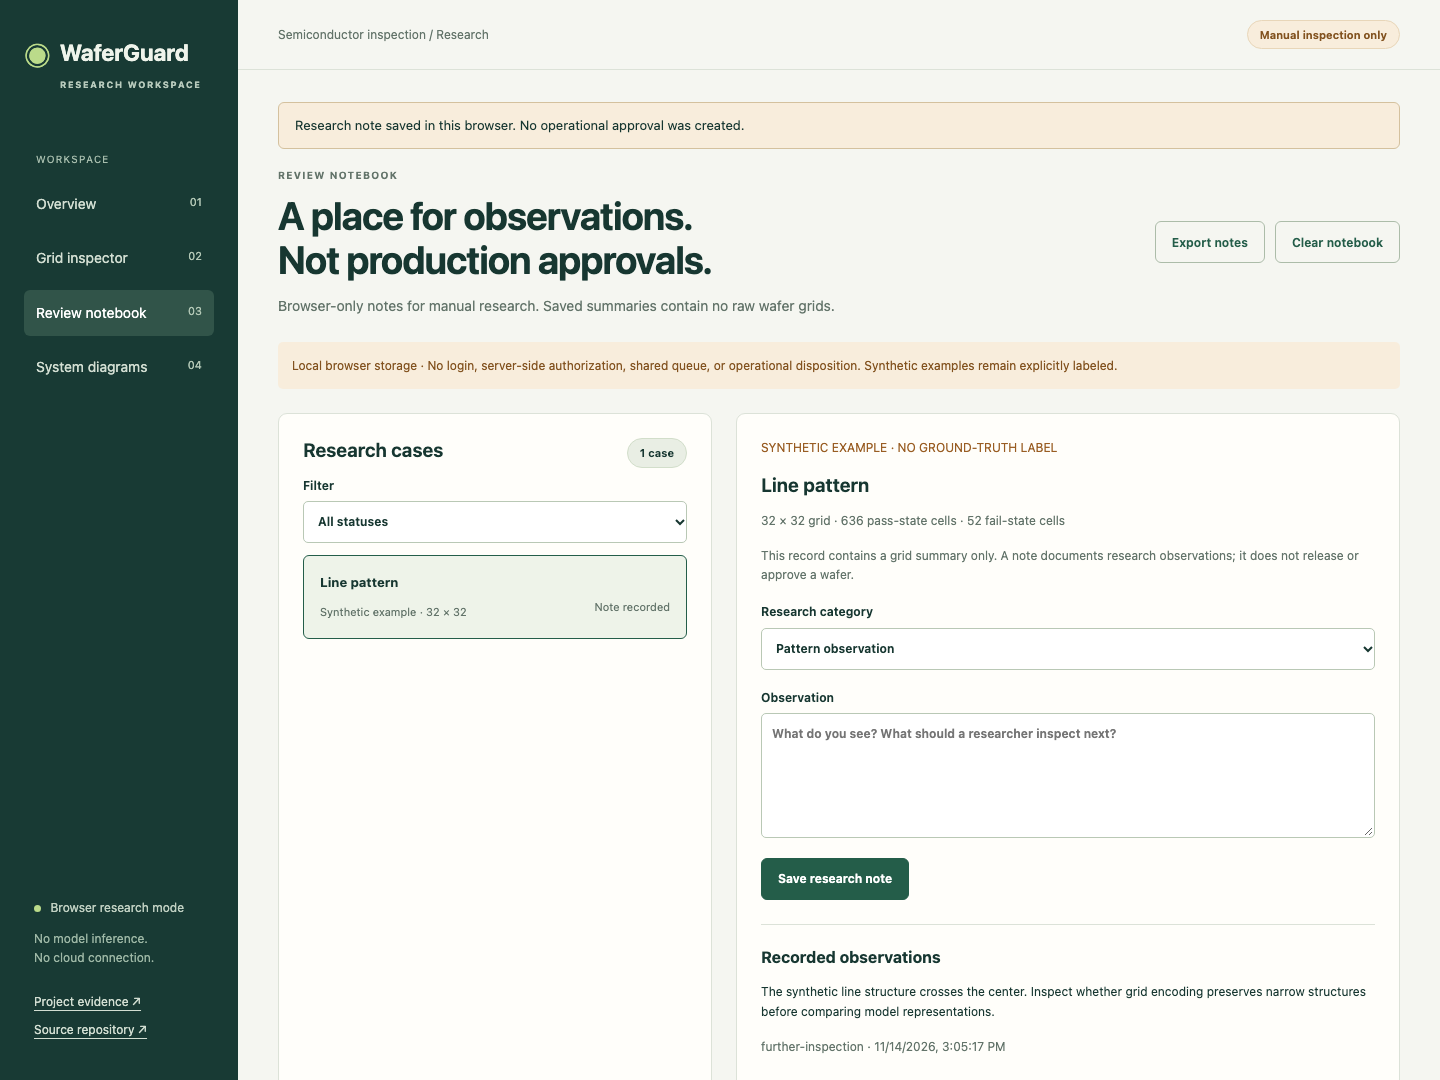 WaferGuard
RESEARCH WORKSPACE
WORKSPACE
Overview 01
Grid inspector 02
Review notebook 03
System diagrams 04
Browser research mode
No model inference.
No cloud connection.
Project evidence ↗
Source repository ↗
Semiconductor inspection / Research
Manual inspection only
Research note saved in this browser. No operational approval was created.
REVIEW NOTEBOOK
A place for observations.
Not production approvals.
Browser-only notes for manual research. Saved summaries contain no raw wafer grids.
Export notes
Clear notebook
Local browser storage · No login, server-side authorization, shared queue, or operational disposition. Synthetic examples remain explicitly labeled.
Research cases
1 case
Filter
All statuses
Line pattern
Synthetic example · 32 × 32
Note recorded
SYNTHETIC EXAMPLE · NO GROUND-TRUTH LABEL
Line pattern
32 × 32 grid · 636 pass-state cells · 52 fail-state cells
This record contains a grid summary only. A note documents research observations; it does not release or
approve a wafer.
Research category
Pattern observation
Observation
What do you see? What should a researcher inspect next?
Save research note
Recorded observations
The synthetic line structure crosses the center. Inspect whether grid encoding preserves narrow structures
before comparing model representations.
further-inspection · 11/14/2026, 3:05:17 PM